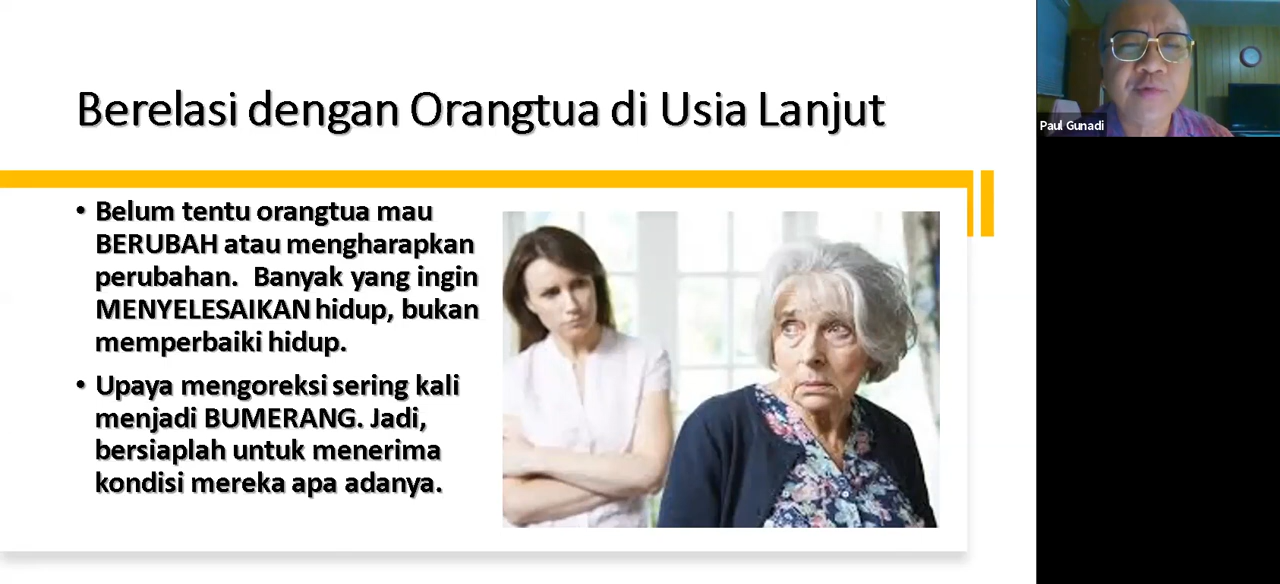 Berelasi dengan Orangtua di Usia Lanjut
• Belum tentu orangtua mau
BERUBAH atau mengharapkan
perubahan. Banyak yang ingin
MENYELESAIKAN hidup, bukan
memperbaiki hidup.
• Upaya mengoreksi sering kali
menjadi BUMERANG. Jadi,
bersiaplah untuk menerima
kondisi mereka apa adanya.
Paul Gunadi